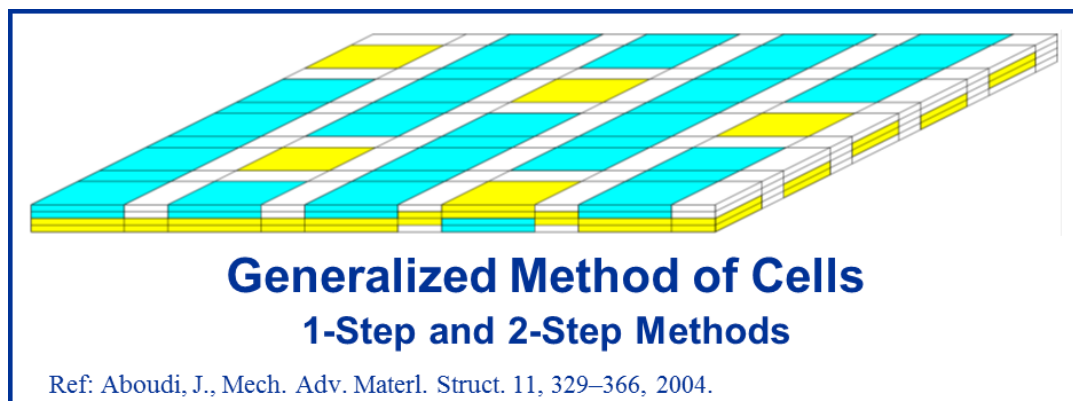 Generalized Method of Cells
1-Step and 2-Step Methods
Ref: Aboudi, J., Mech. Adv. Materl. Struct. 11, 329–366, 2004.